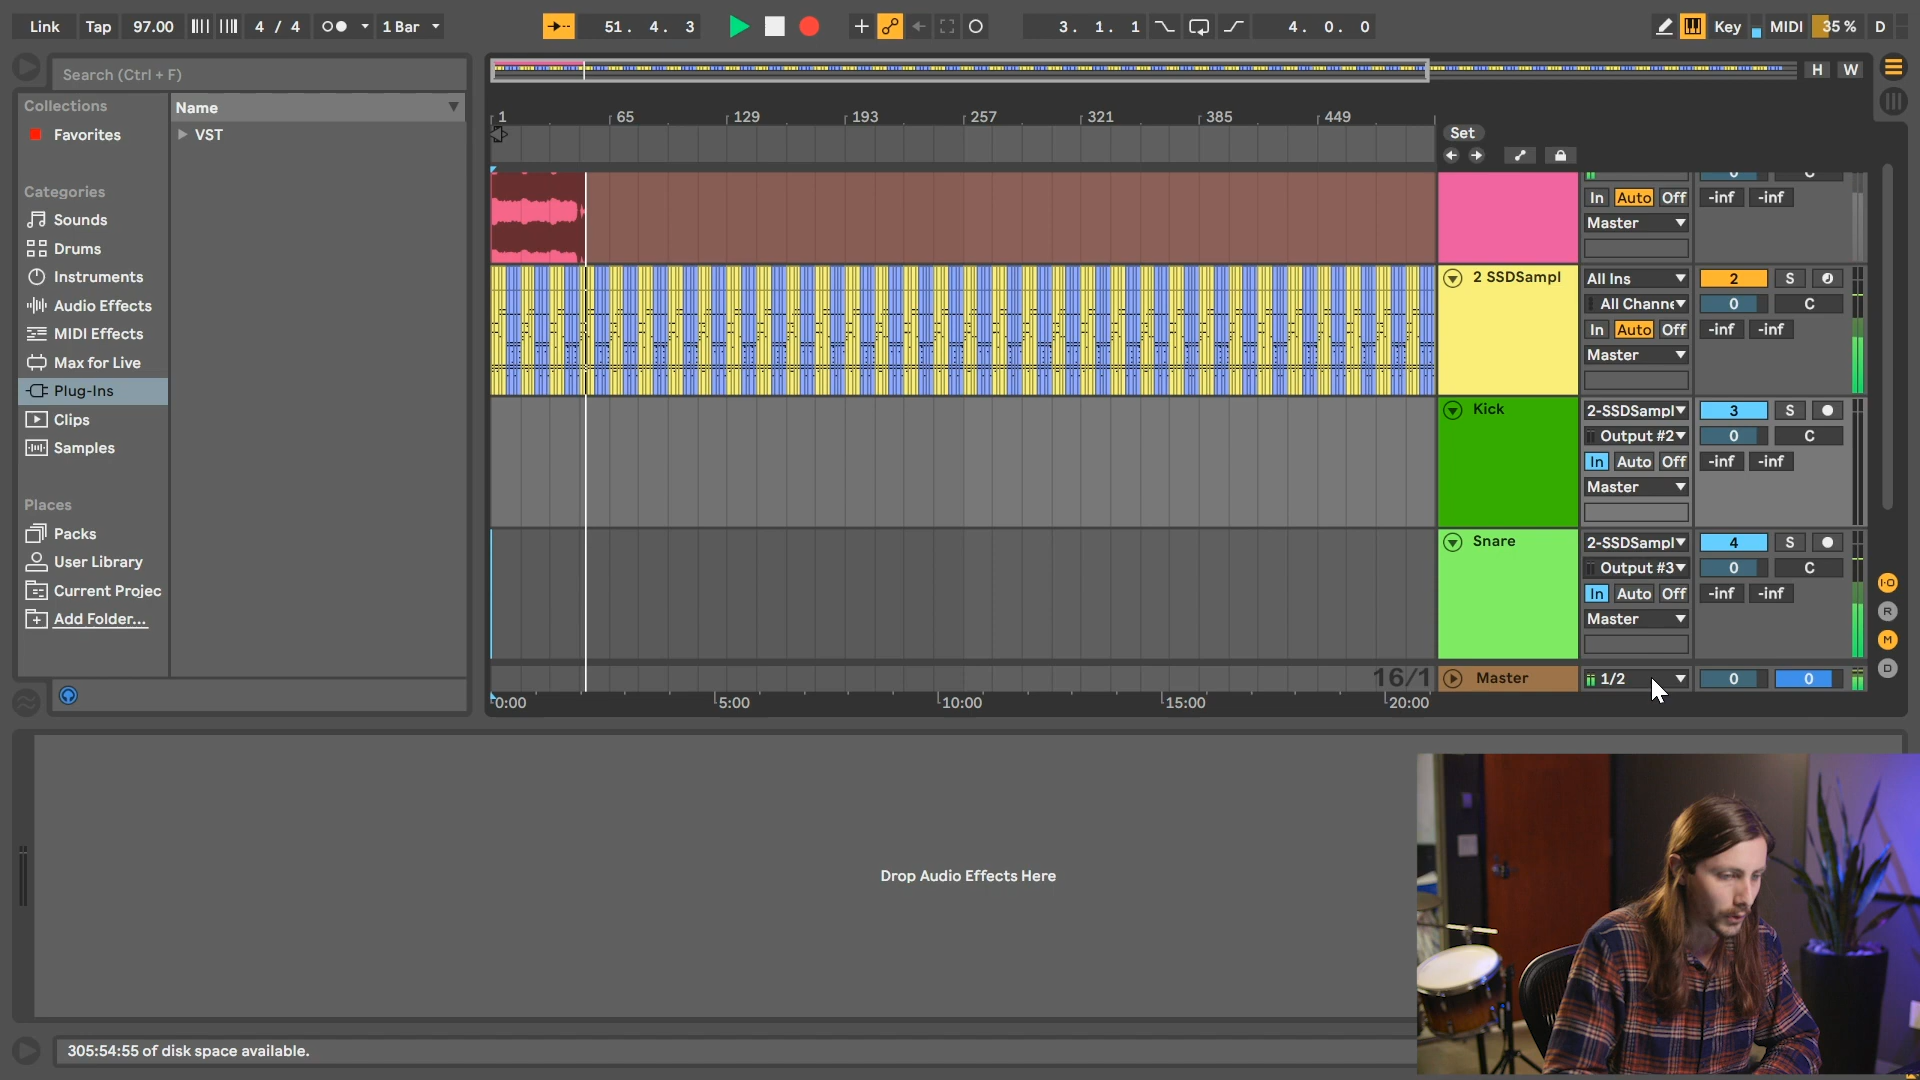 Link Tap 97.00 4 / 4 1 Bar 51. 4. 3 3. 1. 1 4. 0. 0 Key MIDI 35 % D
Search (Ctrl + F)
H W
Collections
Name
Favorites
VST
1 65 129 193 257 321 385 449
Set
Categories
Sounds
Drums
Instruments
Audio Effects
MIDI Effects
Max for Live
Plug-Ins
Clips
Samples
Places
Packs
User Library
Current Projec
Add Folder...
In Auto Off -inf -inf
Master
2 SSDSampl All Ins 2 S
All Channe 0 C
In Auto Off -inf -inf
Master
Kick 2-SSDSampl 3 S
Output #2 0 C
In Auto Off -inf -inf
Master
Snare 2-SSDSampl 4 S
Output #3 0 C
In Auto Off -inf -inf
Master
16/1 Master 1/2 0 0
I·O
R
M
D
0:00 5:00 10:00 15:00 20:00
Drop Audio Effects Here
305:54:55 of disk space available.